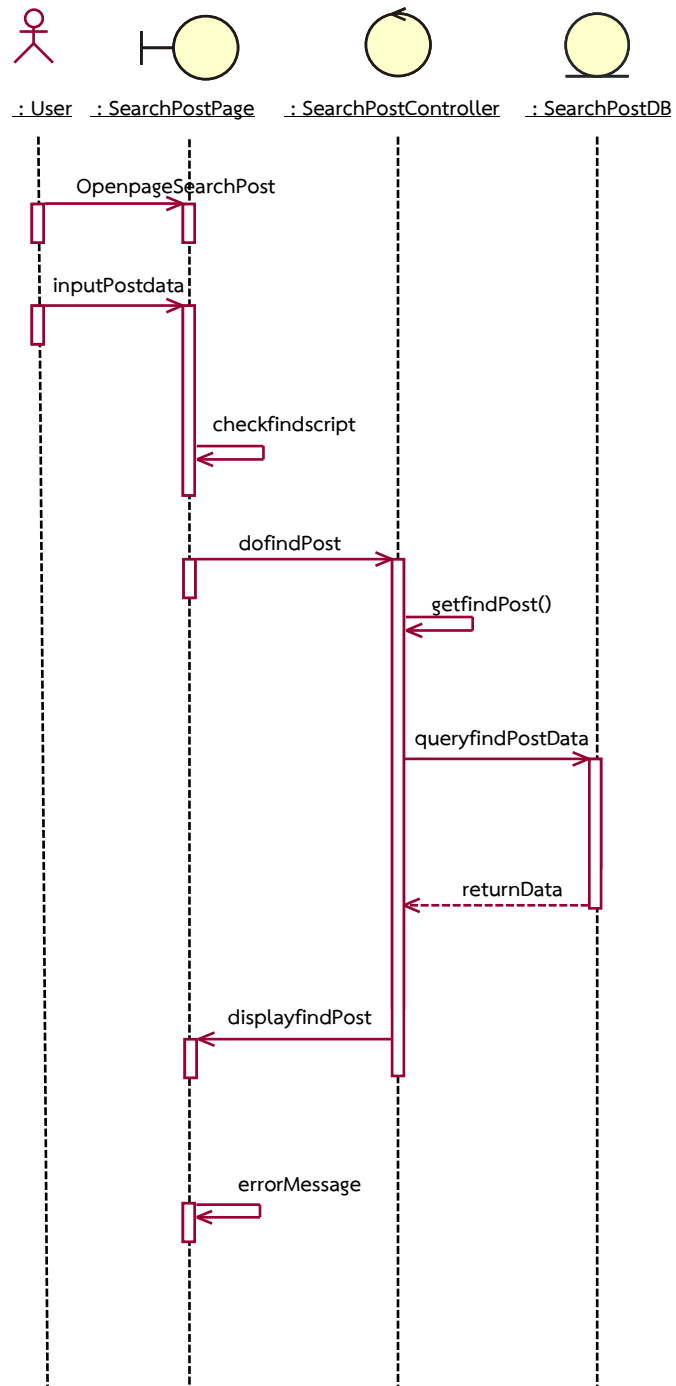 : User
: SearchPostPage
: SearchPostController
: SearchPostDB
OpenpageSearchPost
inputPostdata
checkfindscript
dofindPost
getfindPost()
queryfindPostData
returnData
displayfindPost
errorMessage